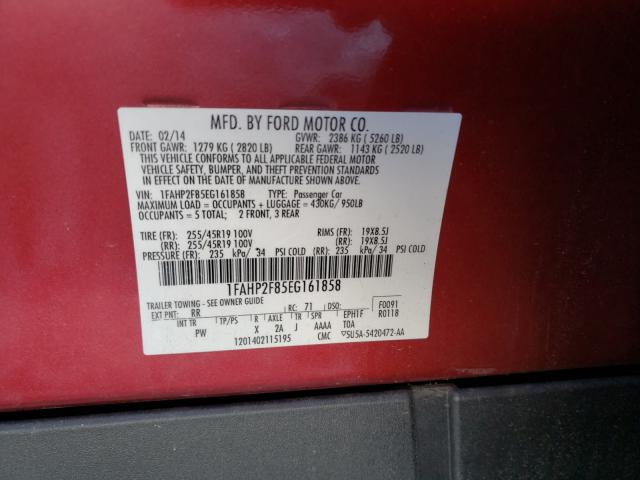 MFD. BY FORD MOTOR CO.
DATE: 02/14 GVWR: 2386 KG ( 5260 LB)
FRONT GAWR: 1279 KG ( 2820 LB) REAR GAWR: 1143 KG ( 2520 LB)
THIS VEHICLE CONFORMS TO ALL APPLICABLE FEDERAL MOTOR
VEHICLE SAFETY, BUMPER, AND THEFT PREVENTION STANDARDS
IN EFFECT ON THE DATE OF MANUFACTURE SHOWN ABOVE.
VIN: 1FAHP2F85EG161858 TYPE: Passenger Car
MAXIMUM LOAD = OCCUPANTS + LUGGAGE = 430KG/ 950LB
OCCUPANTS = 5 TOTAL: 2 FRONT, 3 REAR
TIRE (FR): 255/45R19 100V RIMS (FR): 19X8.5J
(RR): 255/45R19 100V (RR): 19X8.5J
PRESSURE (FR): 235 kPa/ 34 PSI COLD (RR): 235 kPa/ 34 PSI COLD
1FAHP2F85EG161858
TRAILER TOWING - SEE OWNER GUIDE
EXT PNT: RR RC: 71 DSO: F0091
INT TR TP/PS R AXLE TR SPR EPH1F R0118
PW X 2A J AAAA T0A
1201402115195 CMC
5U5A-5420472-AA